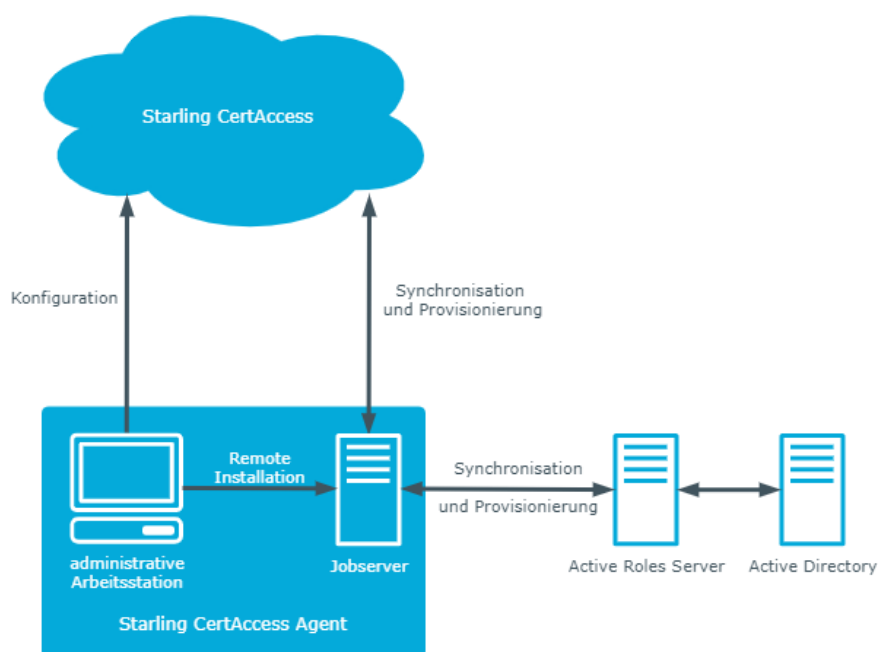 Starling CertAccess
Konfiguration
Synchronisation
und Provisionierung
Remote
Installation
Synchronisation
und Provisionierung
administrative
Arbeitsstation
Jobserver
Active Roles Server
Active Directory
Starling CertAccess Agent